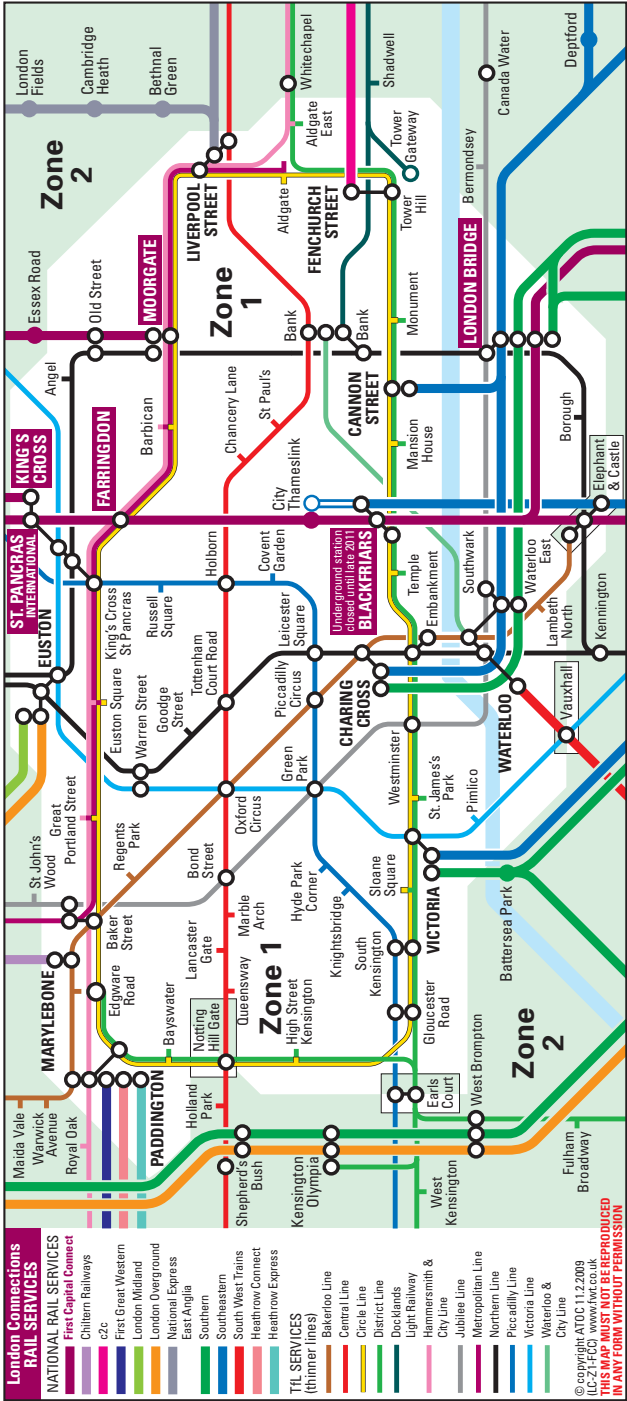 London Connections
RAIL SERVICES
NATIONAL RAIL SERVICES
First Capital Connect
Chiltern Railways
c2c
First Great Western
London Midland
London Overground
National Express
East Anglia
Southern
Southeastern
South West Trains
Heathrow Connect
Heathrow Express
TfL SERVICES
(thinner lines)
Bakerloo Line
Central Line
Circle Line
District Line
Docklands
Light Railway
Hammersmith &
City Line
Jubilee Line
Metropolitan Line
Northern Line
Piccadilly Line
Victoria Line
Waterloo &
City Line
© copyright ATOC 11.2.2009
(LC-Z1-FCC) www.fwt.co.uk
THIS MAP MUST NOT BE REPRODUCED
IN ANY FORM WITHOUT PERMISSION
Maida Vale
Warwick
Avenue
Royal Oak
PADDINGTON
MARYLEBONE
Edgware
Road
Baker
Street
St John's
Wood
Great
Portland Street
Regents
Park
Euston Square
Warren Street
Goodge
Street
EUSTON
ST. PANCRAS
INTERNATIONAL
KING'S
CROSS
King's Cross
St Pancras
Russell
Square
Angel
FARRINGDON
Barbican
Essex Road
Old Street
MOORGATE
Zone
2
London
Fields
Cambridge
Heath
Bethnal
Green
LIVERPOOL
STREET
Zone
1
Whitechapel
Aldgate
East
Aldgate
Shadwell
Tower
Gateway
FENCHURCH
STREET
Tower
Hill
Bayswater
Notting
Hill Gate
Holland
Park
Shepherd's
Bush
Kensington
Olympia
Queensway
Lancaster
Gate
Marble
Arch
Bond
Street
Oxford
Circus
Tottenham
Court Road
Holborn
Chancery Lane
St Paul's
Bank
Bank
Zone 1
High Street
Kensington
Hyde Park
Corner
Knightsbridge
Green
Park
Piccadilly
Circus
Leicester
Square
Covent
Garden
City
Thameslink
CANNON
STREET
Monument
Mansion
House
Underground station
closed until late 2011
BLACKFRIARS
Temple
Embankment
CHARING
CROSS
Westminster
St. James's
Park
Sloane
Square
South
Kensington
Gloucester
Road
Earls
Court
West
Kensington
West Brompton
Fulham
Broadway
Zone
2
VICTORIA
Battersea Park
Pimlico
Vauxhall
WATERLOO
Southwark
Waterloo
East
Lambeth
North
Kennington
Elephant
& Castle
Borough
LONDON BRIDGE
Bermondsey
Canada Water
Deptford